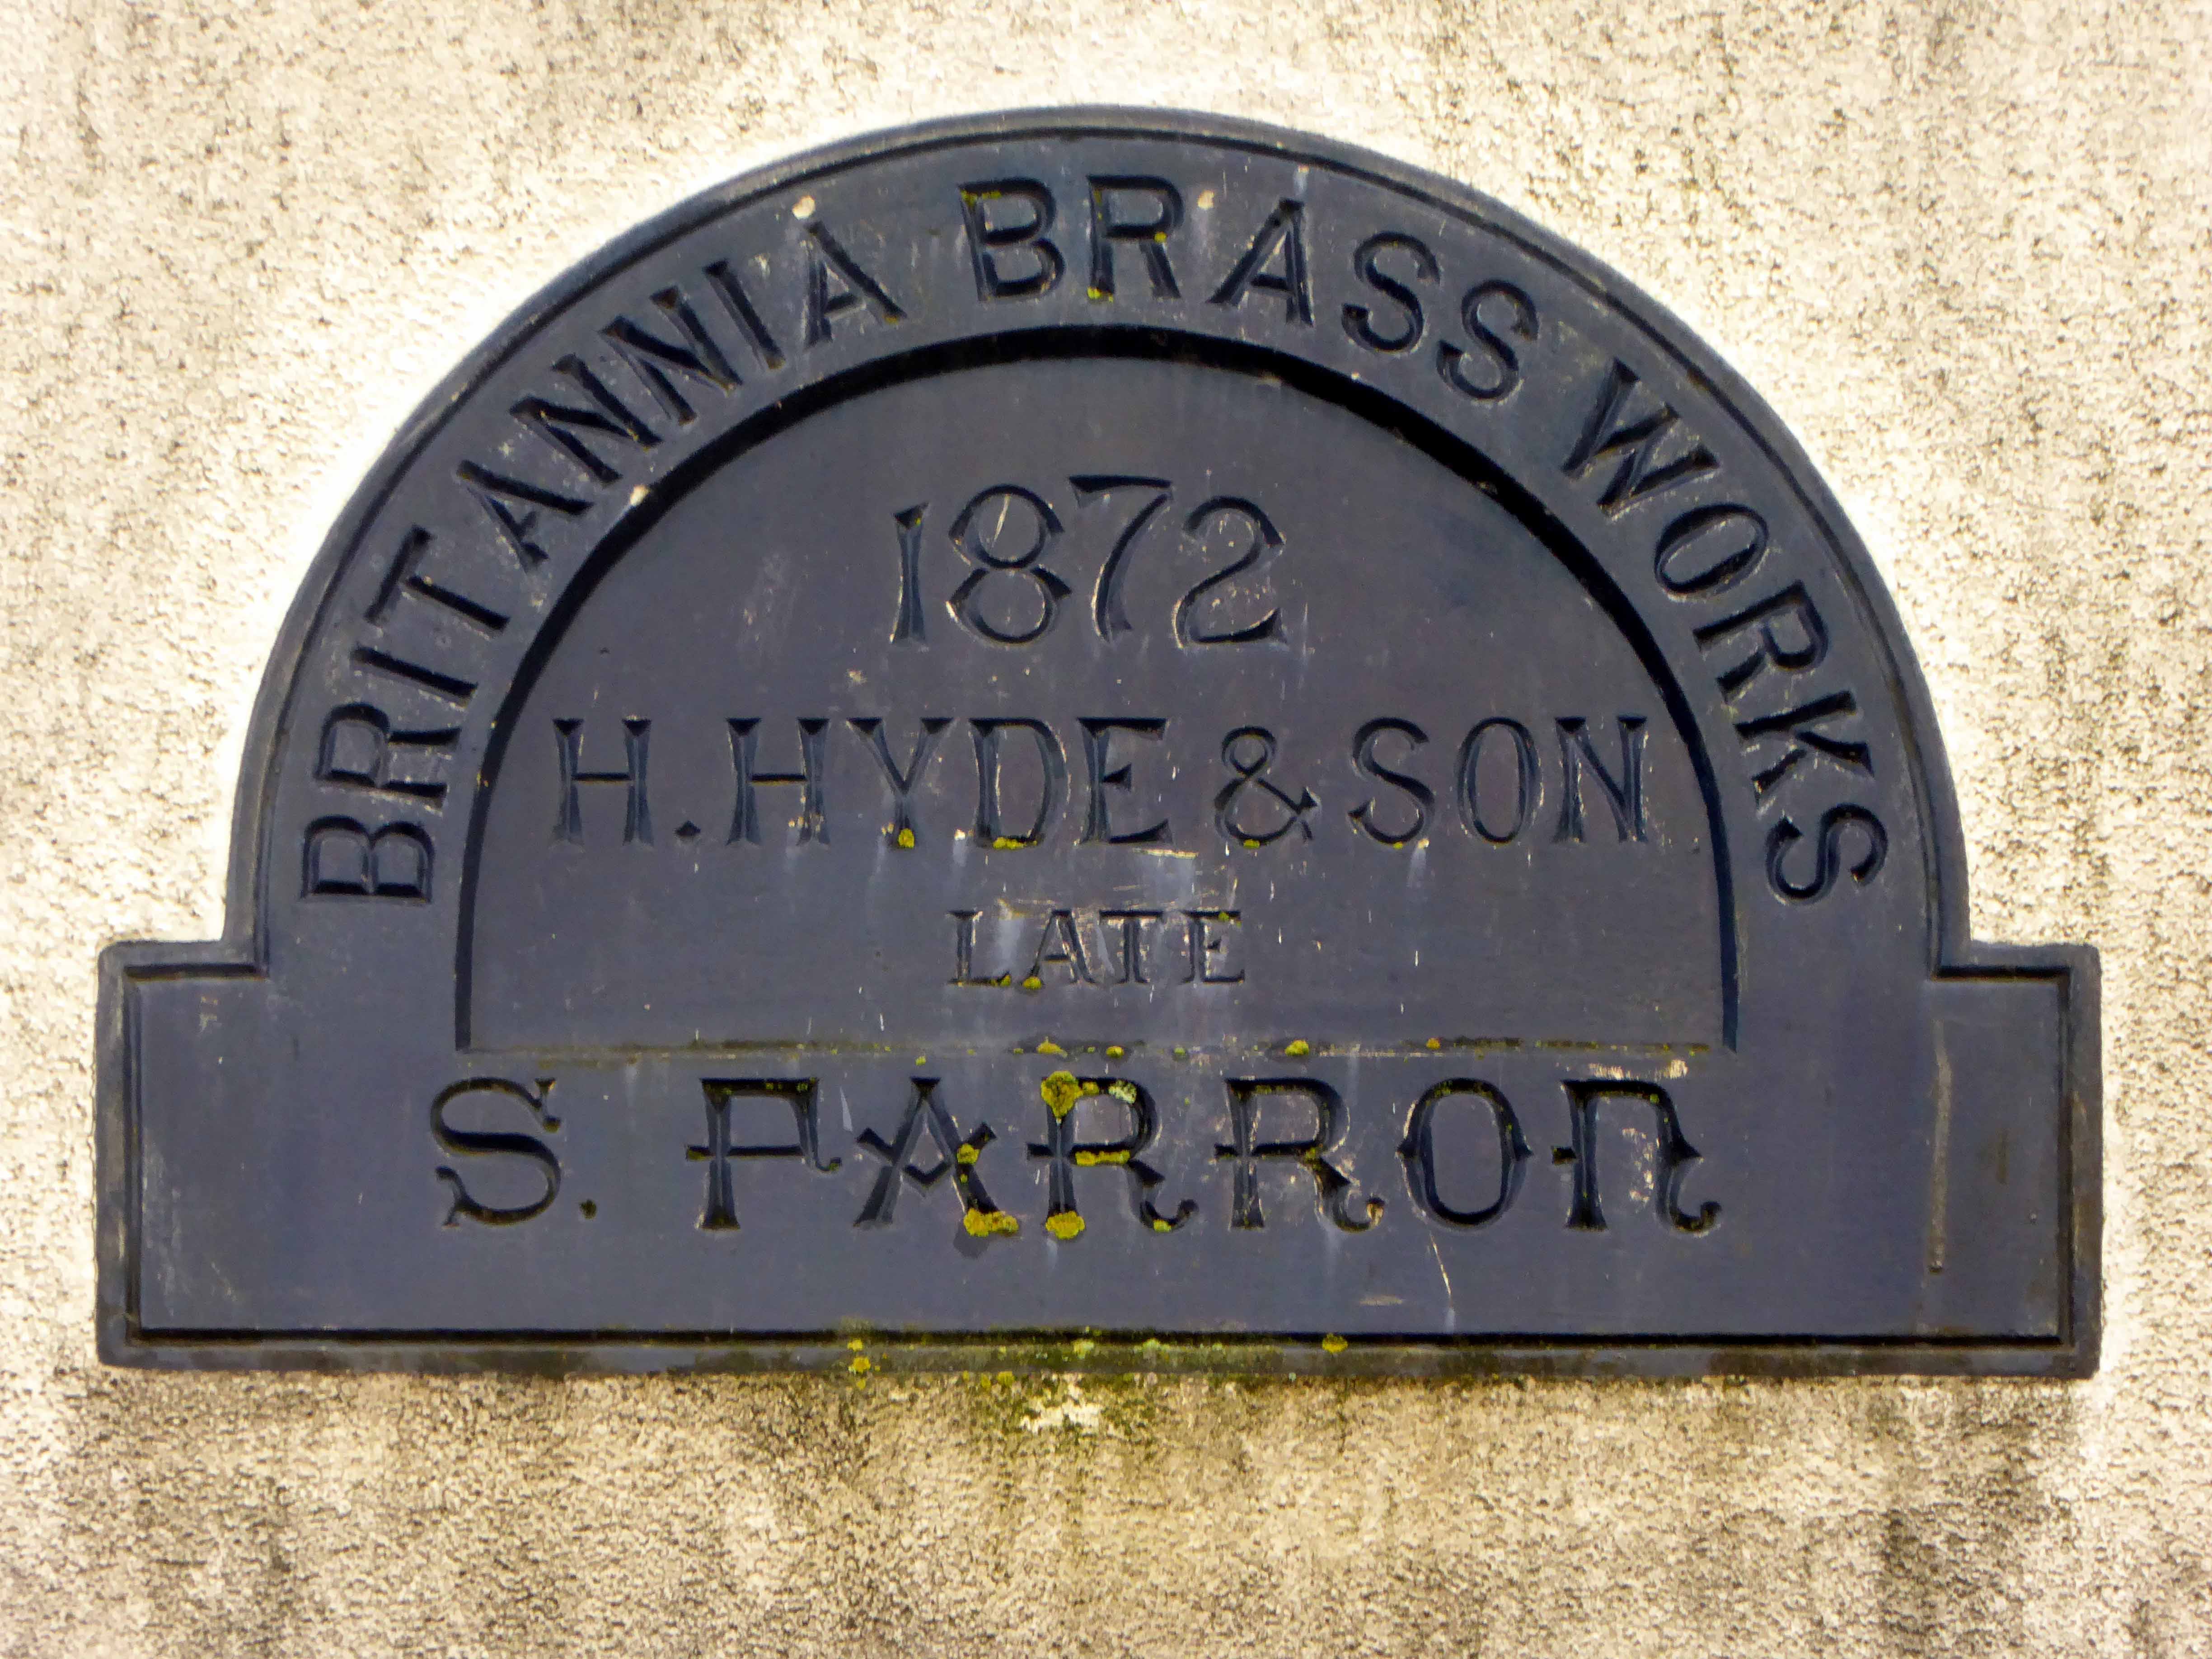 BRITANNIA BRASS WORKS
1872
H. HYDE & SON
LATE
S. FARRON